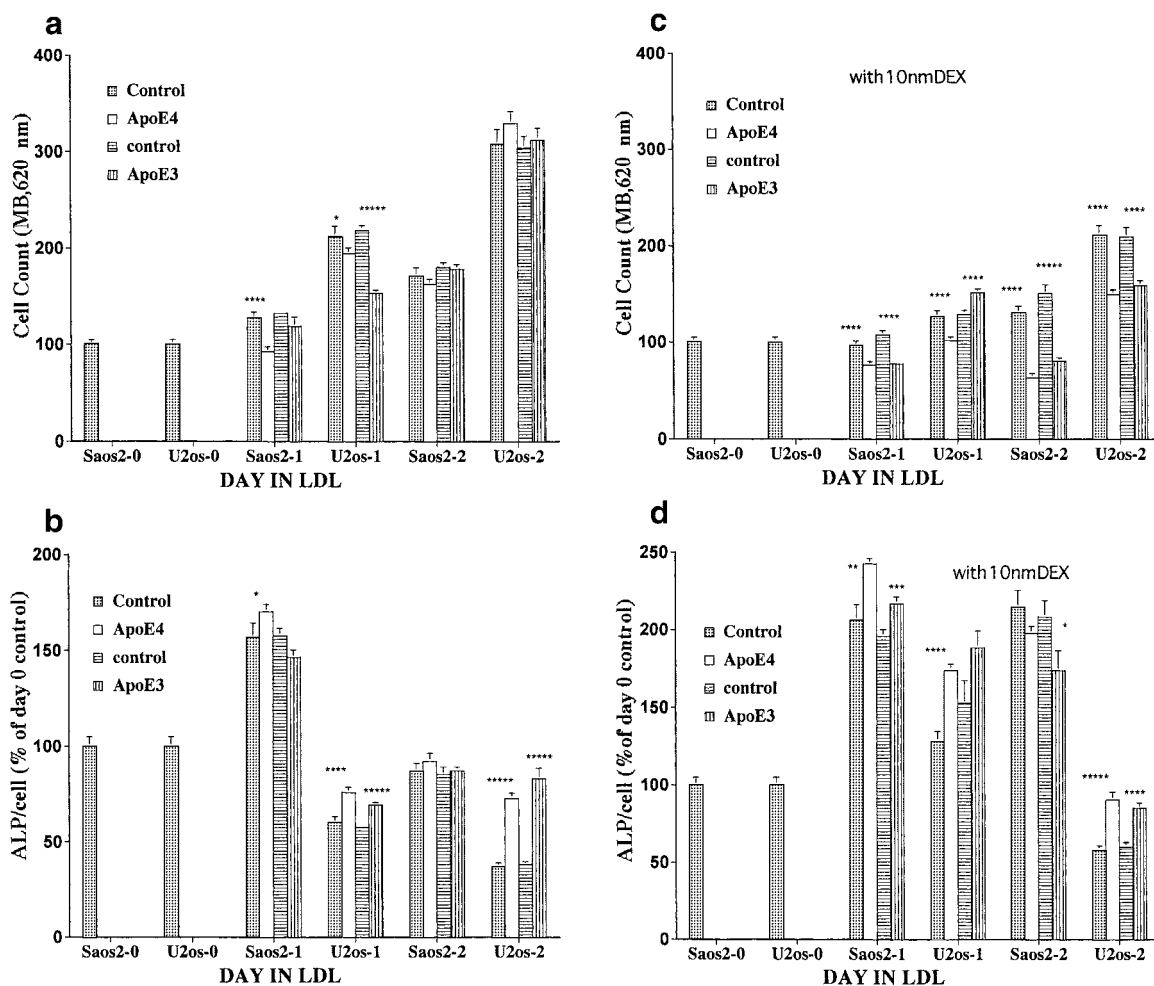 a
Cell Count (MB,620 nm)
400
300
200
100
0
Control
ApoE4
control
ApoE3
****
*
*****
Saos2-0 U2os-0 Saos2-1 U2os-1 Saos2-2 U2os-2
DAY IN LDL
b
ALP/cell (% of day 0 control)
200
150
100
50
0
Control
ApoE4
control
ApoE3
*
****
*****
*****
*****
Saos2-0 U2os-0 Saos2-1 U2os-1 Saos2-2 U2os-2
DAY IN LDL
c
Cell Count (MB,620 nm)
400
300
200
100
0
with 10nmDEX
Control
ApoE4
control
ApoE3
****
****
****
****
****
*****
****
****
Saos2-0 U2os-0 Saos2-1 U2os-1 Saos2-2 U2os-2
DAY IN LDL
d
ALP/cell (% of day 0 control)
250
200
150
100
50
0
with 10nmDEX
Control
ApoE4
control
ApoE3
**
***
****
*
*****
****
Saos2-0 U2os-0 Saos2-1 U2os-1 Saos2-2 U2os-2
DAY IN LDL